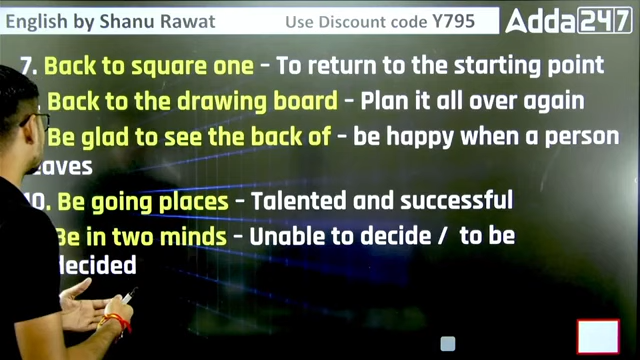 English by Shanu Rawat
Use Discount code Y795
Adda247
7. Back to square one – To return to the starting point
Back to the drawing board – Plan it all over again
Be glad to see the back of – be happy when a person
eaves
10. Be going places – Talented and successful
Be in two minds – Unable to decide / to be
decided